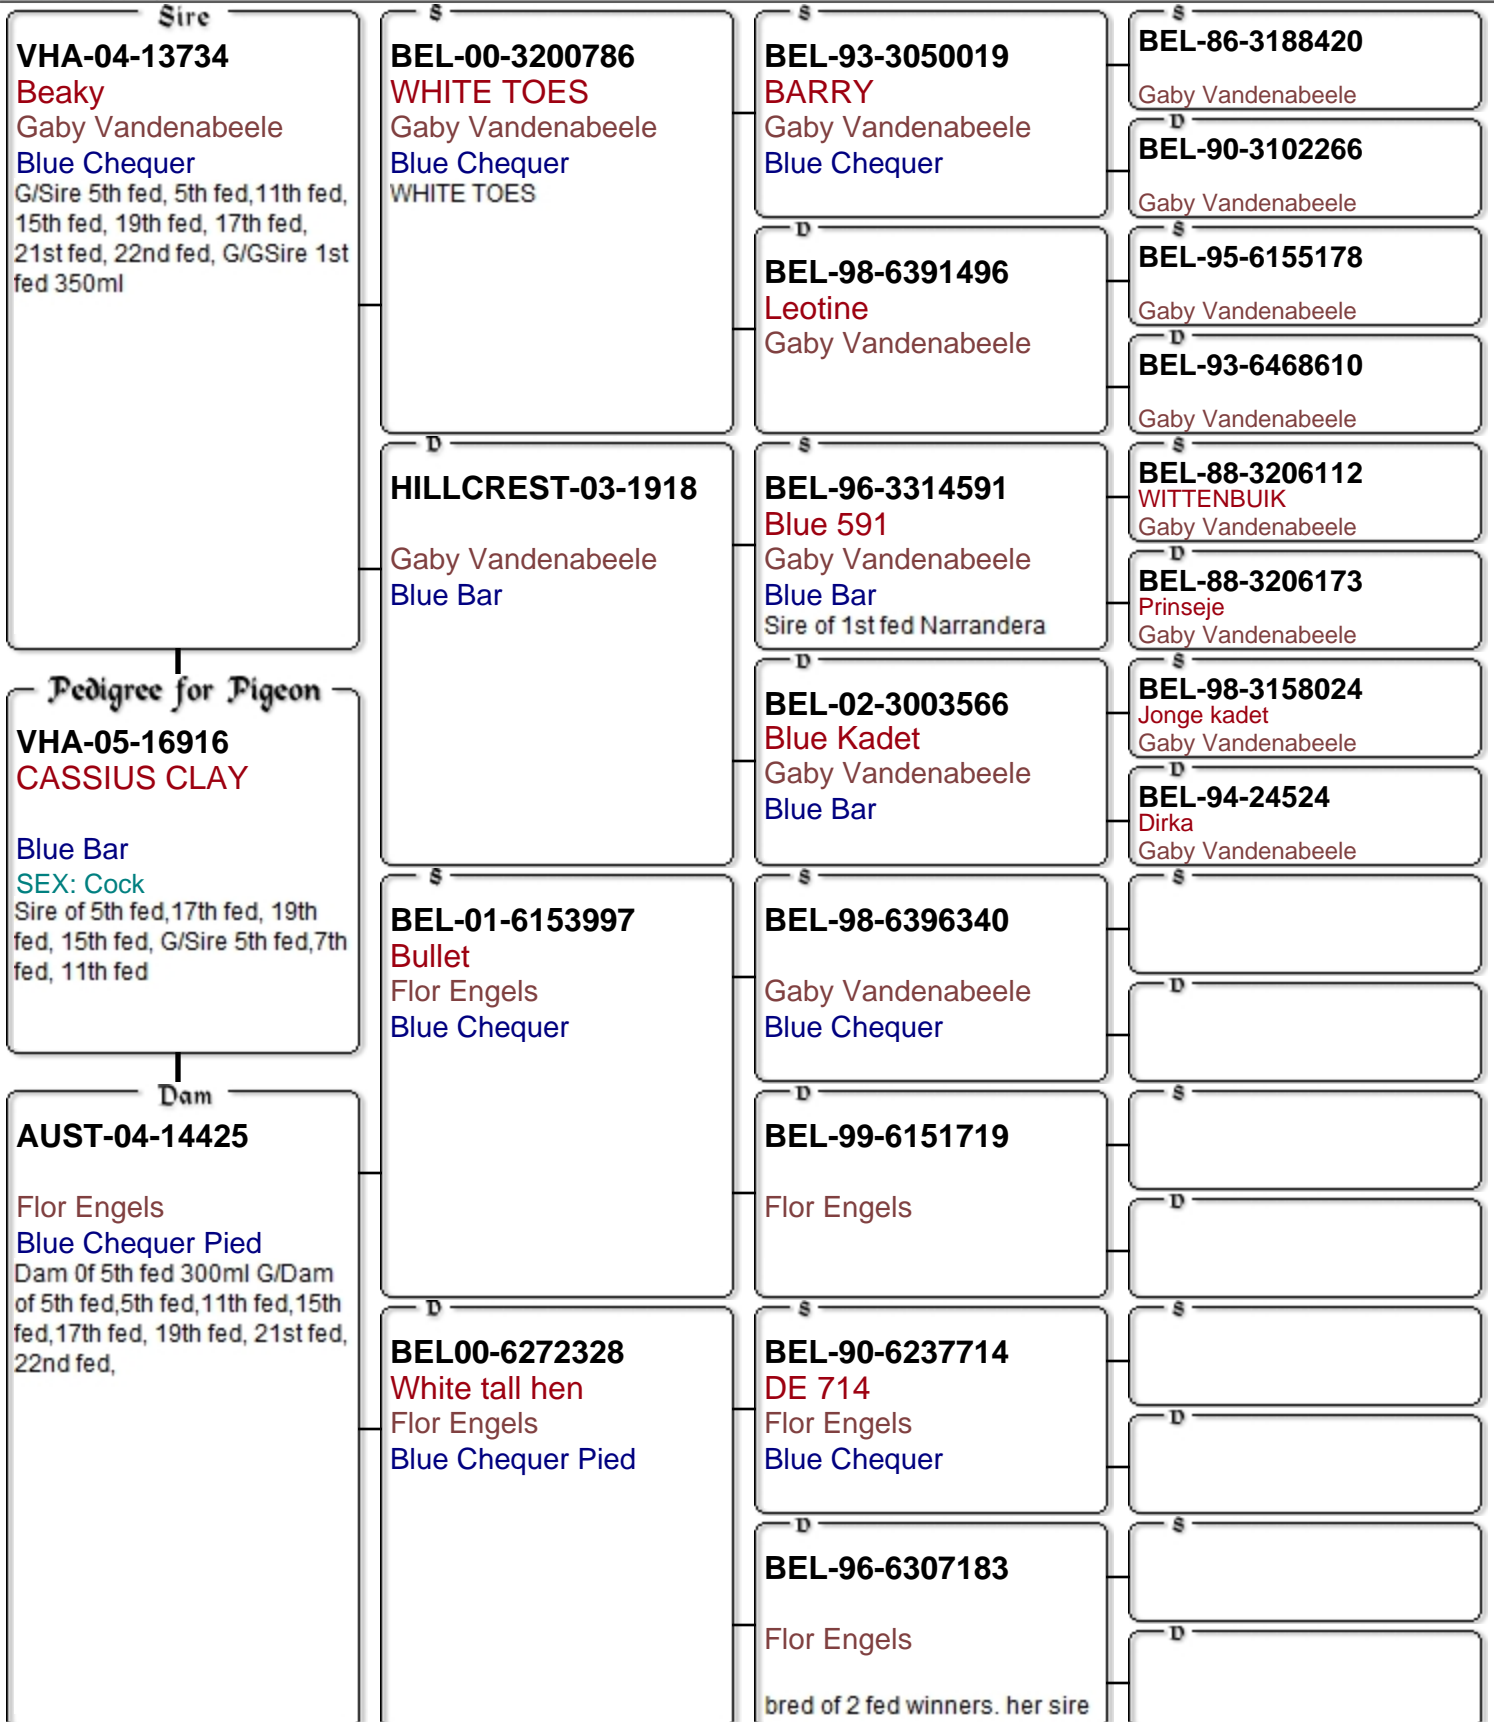 Sire
VHA-04-13734
Beaky
Gaby Vandenabeele
Blue Chequer
G/Sire 5th fed, 5th fed,11th fed,
15th fed, 19th fed, 17th fed,
21st fed, 22nd fed, G/GSire 1st
fed 350ml
Pedigree for Pigeon
VHA-05-16916
CASSIUS CLAY
Blue Bar
SEX: Cock
Sire of 5th fed,17th fed, 19th
fed, 15th fed, G/Sire 5th fed,7th
fed, 11th fed
Dam
AUST-04-14425
Flor Engels
Blue Chequer Pied
Dam 0f 5th fed 300ml G/Dam
of 5th fed,5th fed,11th fed,15th
fed,17th fed, 19th fed, 21st fed,
22nd fed,
S
BEL-00-3200786
WHITE TOES
Gaby Vandenabeele
Blue Chequer
WHITE TOES
D
HILLCREST-03-1918
Gaby Vandenabeele
Blue Bar
S
BEL-01-6153997
Bullet
Flor Engels
Blue Chequer
D
BEL00-6272328
White tall hen
Flor Engels
Blue Chequer Pied
S
BEL-93-3050019
BARRY
Gaby Vandenabeele
Blue Chequer
D
BEL-98-6391496
Leotine
Gaby Vandenabeele
S
BEL-96-3314591
Blue 591
Gaby Vandenabeele
Blue Bar
Sire of 1st fed Narrandera
D
BEL-02-3003566
Blue Kadet
Gaby Vandenabeele
Blue Bar
S
BEL-98-6396340
Gaby Vandenabeele
Blue Chequer
D
BEL-99-6151719
Flor Engels
S
BEL-90-6237714
DE 714
Flor Engels
Blue Chequer
D
BEL-96-6307183
Flor Engels
bred of 2 fed winners. her sire
S
BEL-86-3188420
Gaby Vandenabeele
D
BEL-90-3102266
Gaby Vandenabeele
S
BEL-95-6155178
Gaby Vandenabeele
D
BEL-93-6468610
Gaby Vandenabeele
S
BEL-88-3206112
WITTENBUIK
Gaby Vandenabeele
D
BEL-88-3206173
Prinseje
Gaby Vandenabeele
S
BEL-98-3158024
Jonge kadet
Gaby Vandenabeele
D
BEL-94-24524
Dirka
Gaby Vandenabeele
S
D
S
D
S
D
S
D